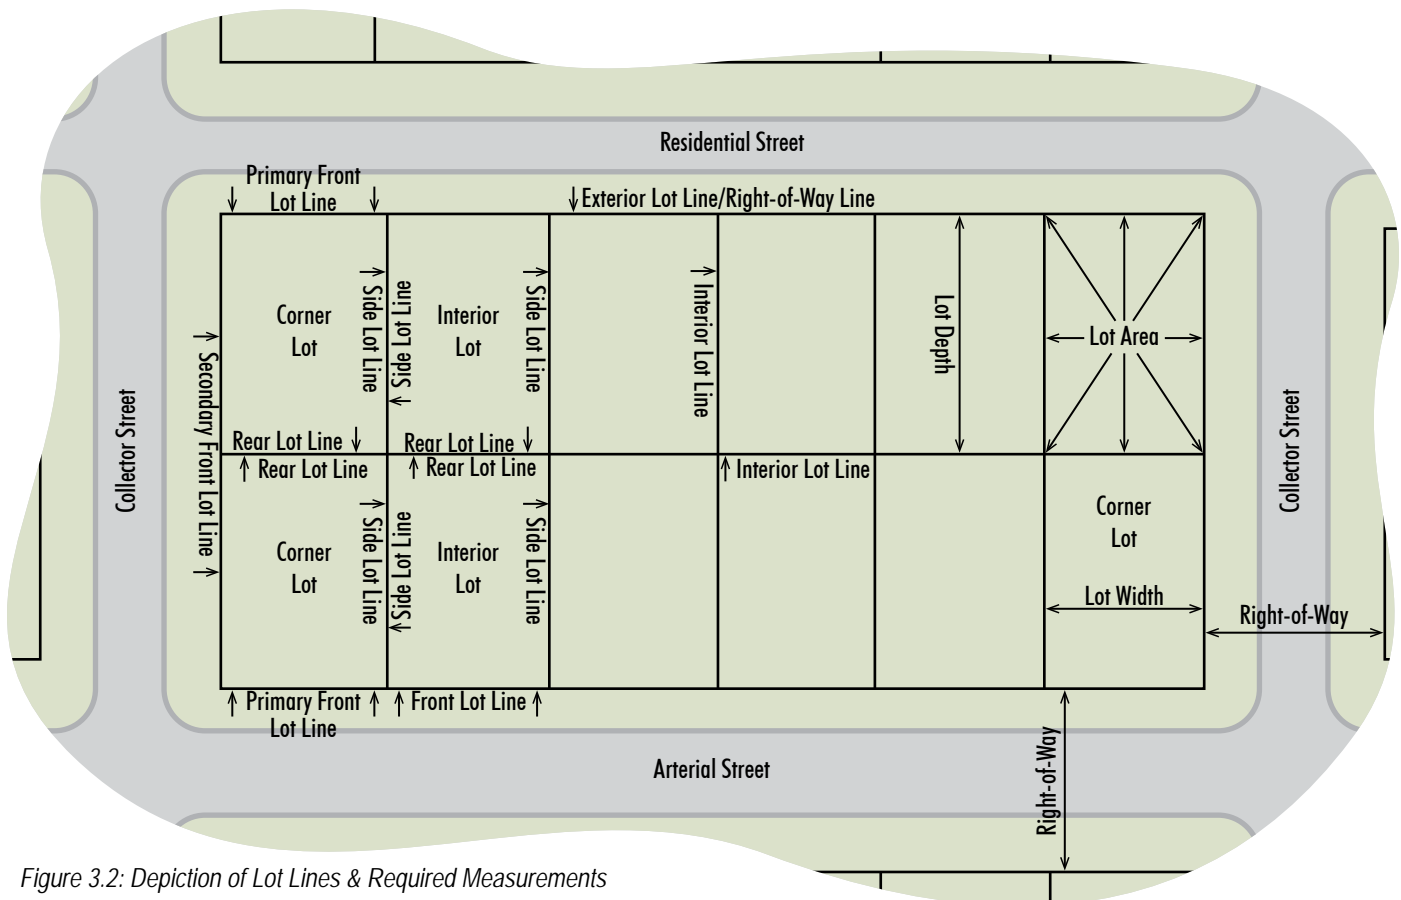 Residential Street
Primary Front
Lot Line
Exterior Lot Line/Right-of-Way Line
Corner
Lot
Side Lot Line
Side Lot Line
Interior
Lot
Side Lot Line
Interior Lot Line
Lot Depth
Lot Area
Secondary Front Lot Line
Collector Street
Collector Street
Rear Lot Line
Rear Lot Line
Rear Lot Line
Rear Lot Line
Interior Lot Line
Corner
Lot
Side Lot Line
Side Lot Line
Interior
Lot
Side Lot Line
Corner
Lot
Lot Width
Right-of-Way
Primary Front
Lot Line
Front Lot Line
Arterial Street
Right-of-Way
Figure 3.2: Depiction of Lot Lines & Required Measurements